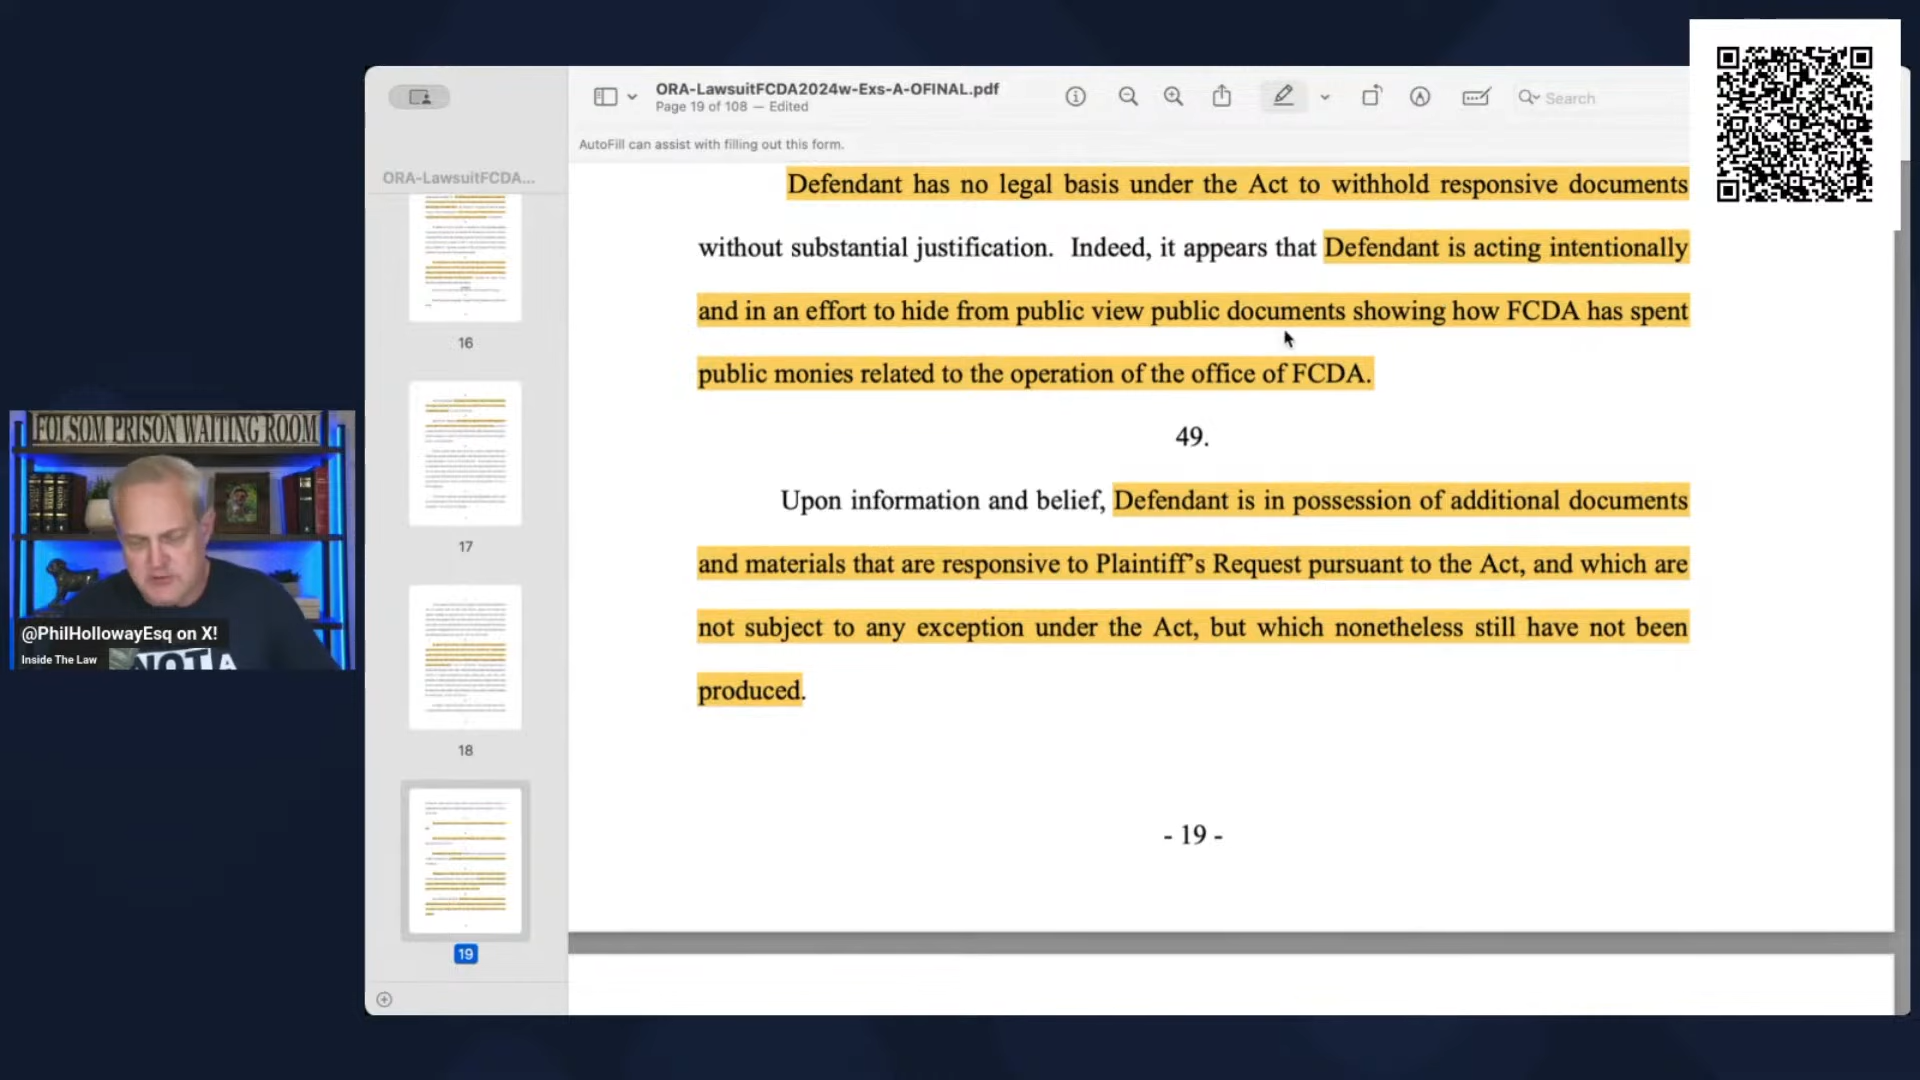 ORA-LawsuitFCDA2024w-Exs-A-OFINAL.pdf
Page 19 of 108 — Edited
Search
AutoFill can assist with filling out this form.
ORA-LawsuitFCDA...
16
17
18
19
Defendant has no legal basis under the Act to withhold responsive documents
without substantial justification. Indeed, it appears that Defendant is acting intentionally
and in an effort to hide from public view public documents showing how FCDA has spent
public monies related to the operation of the office of FCDA.
49.
Upon information and belief, Defendant is in possession of additional documents
and materials that are responsive to Plaintiff's Request pursuant to the Act, and which are
not subject to any exception under the Act, but which nonetheless still have not been
produced.
- 19 -
FOLSOM PRISON WAITING ROOM
@PhilHollowayEsq on X!
Inside The Law
NOT A